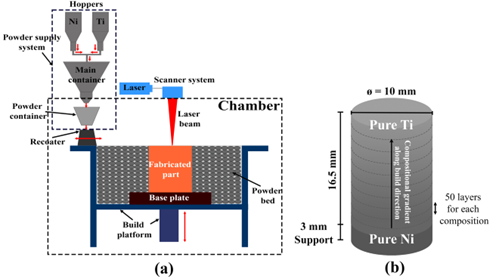 Hoppers
Ni
Ti
Powder supply
system
Main
container
Scanner system
Laser
Chamber
Powder
container
Laser
beam
Recoater
Fabricated
part
Base plate
Powder
bed
Build
platform
(a)
ø = 10 mm
Pure Ti
16.5 mm
Compositional gradient
along build direction
50 layers
for each
composition
3 mm
Support
Pure Ni
(b)